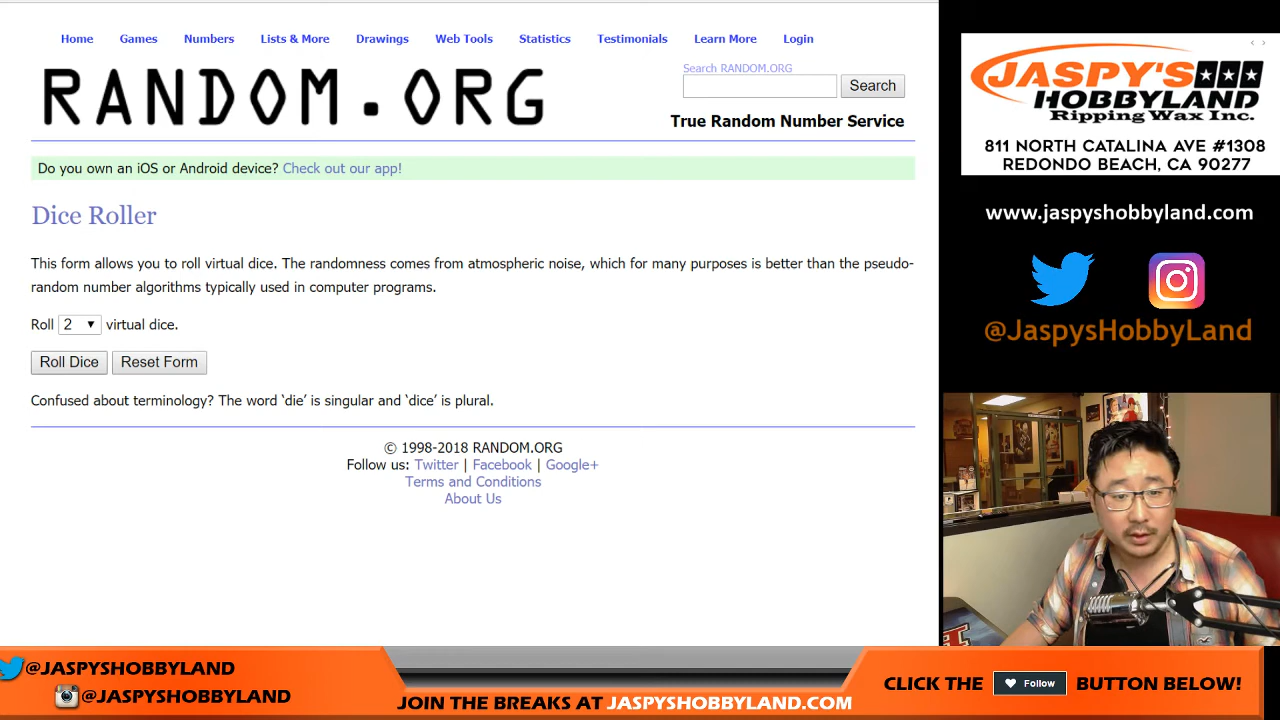 Home Games Numbers Lists & More Drawings Web Tools Statistics Testimonials Learn More Login
RANDOM.ORG
Search RANDOM.ORG
Search
True Random Number Service
Do you own an iOS or Android device? Check out our app!
Dice Roller
This form allows you to roll virtual dice. The randomness comes from atmospheric noise, which for many purposes is better than the pseudo-
random number algorithms typically used in computer programs.
Roll 2 virtual dice.
Roll Dice Reset Form
Confused about terminology? The word ‘die’ is singular and ‘dice’ is plural.
© 1998-2018 RANDOM.ORG
Follow us: Twitter | Facebook | Google+
Terms and Conditions
About Us
JASPY'S
HOBBYLAND
Ripping Wax Inc.
811 NORTH CATALINA AVE #1308
REDONDO BEACH, CA 90277
www.jaspyshobbyland.com
@JaspysHobbyLand
@JASPYSHOBBYLAND
@JASPYSHOBBYLAND
JOIN THE BREAKS AT JASPYSHOBBYLAND.COM
CLICK THE Follow BUTTON BELOW!